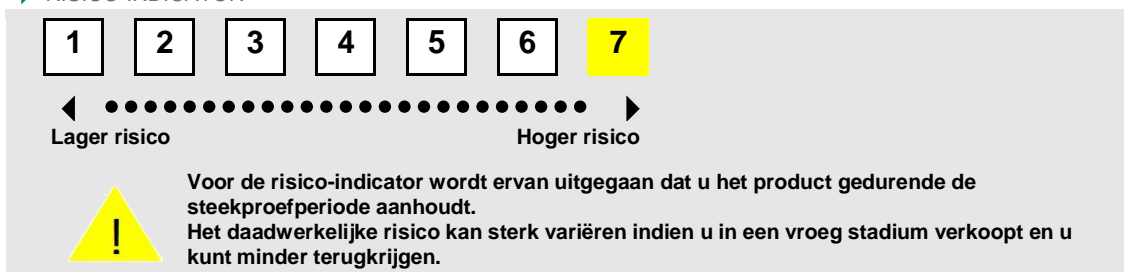 RISICO-INDICATOR
1 2 3 4 5 6 7
Lager risico Hoger risico
Voor de risico-indicator wordt ervan uitgegaan dat u het product gedurende de
steekproefperiode aanhoudt.
! Het daadwerkelijke risico kan sterk variëren indien u in een vroeg stadium verkoopt en u
kunt minder terugkrijgen.